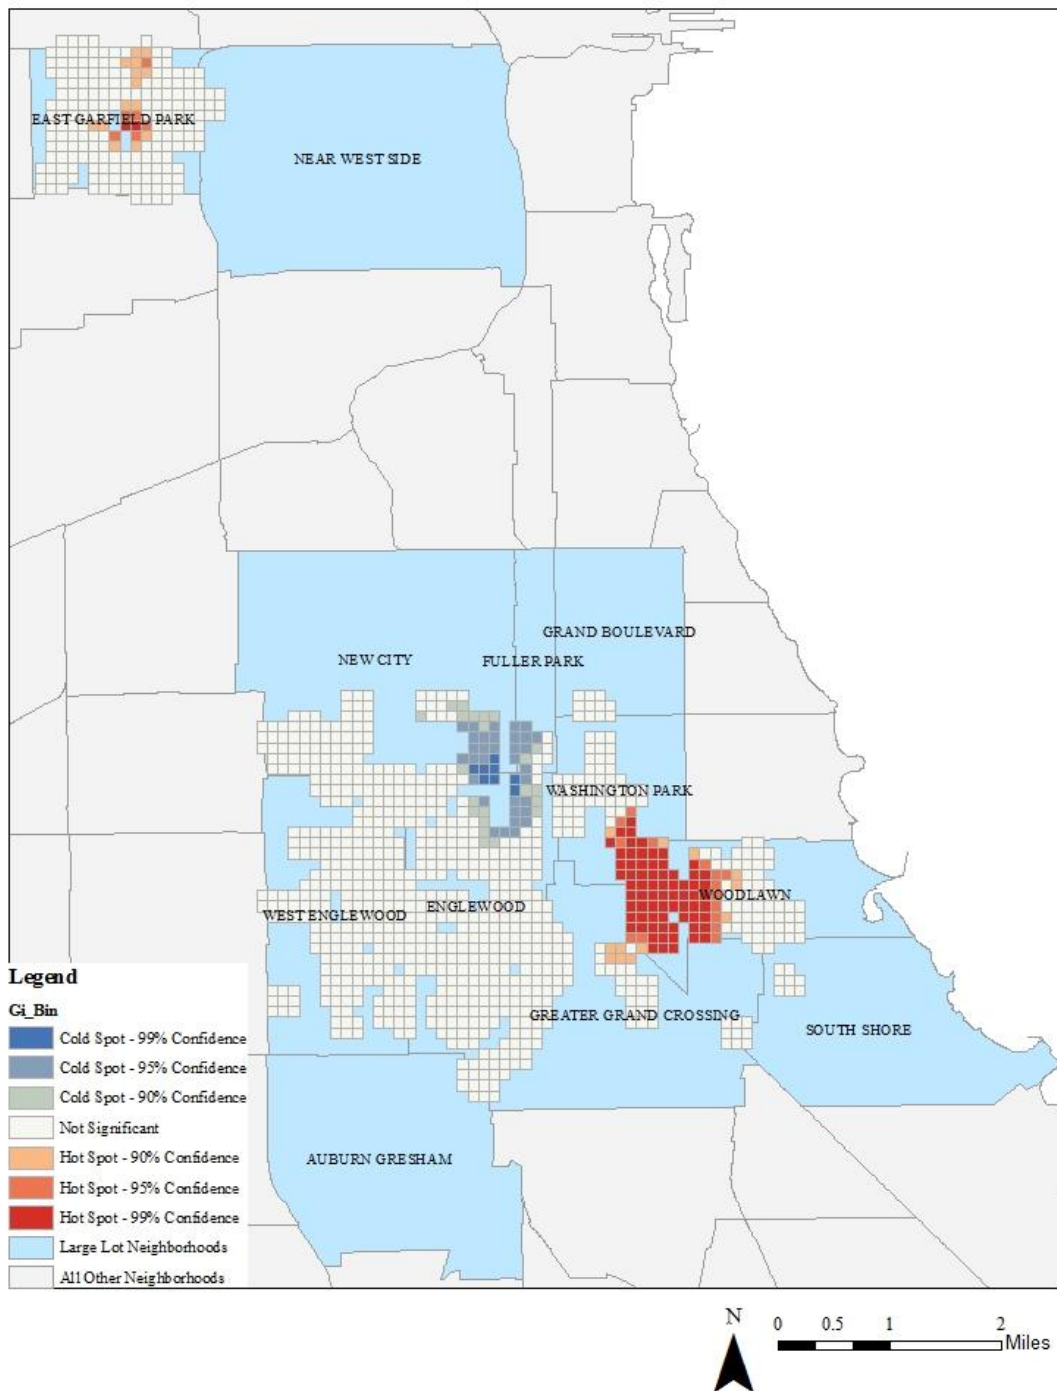 EAST GARFIELD PARK
NEAR WEST SIDE
GRAND BOULEVARD
NEW CITY
FULLER PARK
WASHINGTON PARK
WOODLAWN
ENGLEWOOD
WEST ENGLEWOOD
GREATER GRAND CROSSING
SOUTH SHORE
AUBURN GRESHAM
Legend
Gi_Bin
Cold Spot - 99% Confidence
Cold Spot - 95% Confidence
Cold Spot - 90% Confidence
Not Significant
Hot Spot - 90% Confidence
Hot Spot - 95% Confidence
Hot Spot - 99% Confidence
Large Lot Neighborhoods
All Other Neighborhoods
N
0 0.5 1 2
Miles